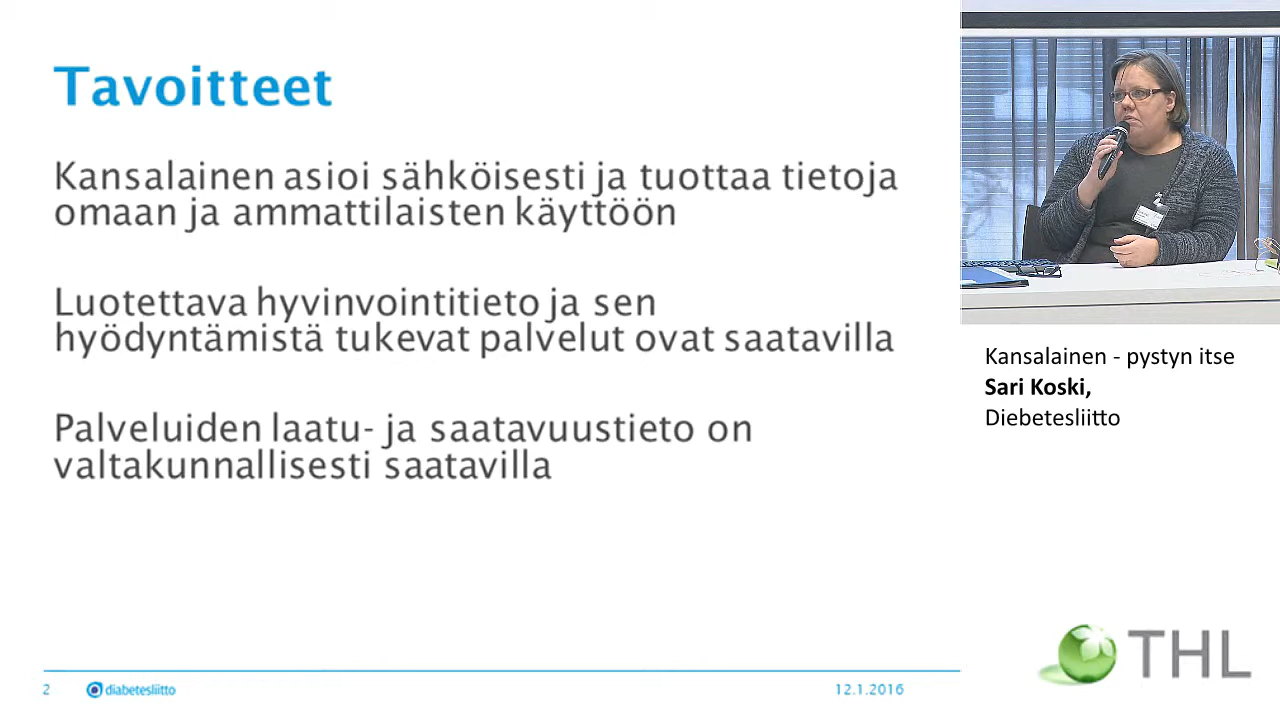 Tavoitteet
Kansalainen asioi sähköisesti ja tuottaa tietoja
omaan ja ammattilaisten käyttöön
Luotettava hyvinvointitieto ja sen
hyödyntämistä tukevat palvelut ovat saatavilla
Palveluiden laatu- ja saatavuustieto on
valtakunnallisesti saatavilla
2
diabetesliitto
12.1.2016
Kansalainen - pystyn itse
Sari Koski,
Diebetesliitto
THL